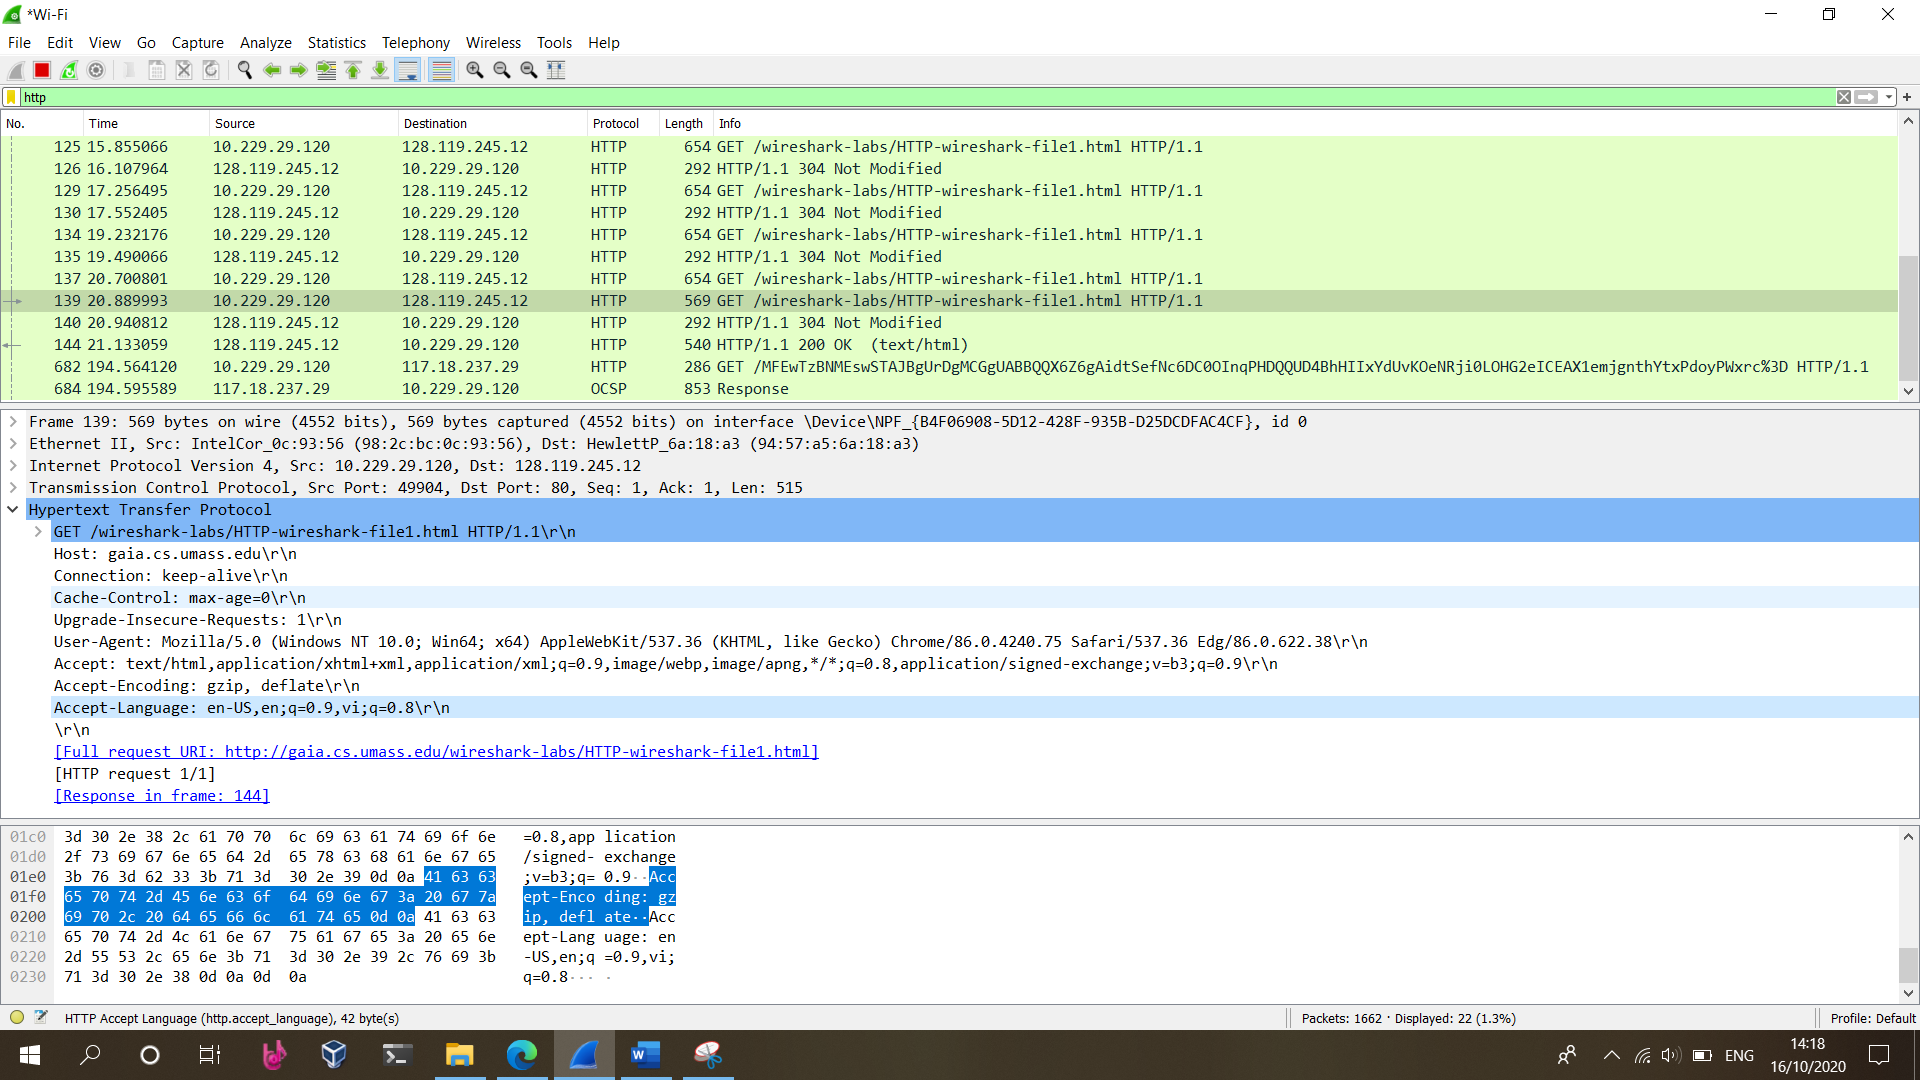 *Wi-Fi
File Edit View Go Capture Analyze Statistics Telephony Wireless Tools Help
http
No. Time Source Destination Protocol Length Info
125 15.855066 10.229.29.120 128.119.245.12 HTTP 654 GET /wireshark-labs/HTTP-wireshark-file1.html HTTP/1.1
126 16.107964 128.119.245.12 10.229.29.120 HTTP 292 HTTP/1.1 304 Not Modified
129 17.256495 10.229.29.120 128.119.245.12 HTTP 654 GET /wireshark-labs/HTTP-wireshark-file1.html HTTP/1.1
130 17.552405 128.119.245.12 10.229.29.120 HTTP 292 HTTP/1.1 304 Not Modified
134 19.232176 10.229.29.120 128.119.245.12 HTTP 654 GET /wireshark-labs/HTTP-wireshark-file1.html HTTP/1.1
135 19.490066 128.119.245.12 10.229.29.120 HTTP 292 HTTP/1.1 304 Not Modified
137 20.700801 10.229.29.120 128.119.245.12 HTTP 654 GET /wireshark-labs/HTTP-wireshark-file1.html HTTP/1.1
139 20.889993 10.229.29.120 128.119.245.12 HTTP 569 GET /wireshark-labs/HTTP-wireshark-file1.html HTTP/1.1
140 20.940812 128.119.245.12 10.229.29.120 HTTP 292 HTTP/1.1 304 Not Modified
144 21.133059 128.119.245.12 10.229.29.120 HTTP 540 HTTP/1.1 200 OK (text/html)
682 194.564120 10.229.29.120 117.18.237.29 HTTP 286 GET /MFEwTzBNMEswSTAJBgUrDgMCGgUABBQQX6Z6gAidtSefNc6DC0OInqPHDQQUD4BhHIIxYdUvKOeNRji0LOHG2eICEAX1emjgnthYtxPdoyPWxrc%3D HTTP/1.1
684 194.595589 117.18.237.29 10.229.29.120 OCSP 853 Response
Frame 139: 569 bytes on wire (4552 bits), 569 bytes captured (4552 bits) on interface \Device\NPF_{B4F06908-5D12-428F-935B-D25DCDFAC4CF}, id 0
Ethernet II, Src: IntelCor_0c:93:56 (98:2c:bc:0c:93:56), Dst: HewlettP_6a:18:a3 (94:57:a5:6a:18:a3)
Internet Protocol Version 4, Src: 10.229.29.120, Dst: 128.119.245.12
Transmission Control Protocol, Src Port: 49904, Dst Port: 80, Seq: 1, Ack: 1, Len: 515
Hypertext Transfer Protocol
GET /wireshark-labs/HTTP-wireshark-file1.html HTTP/1.1\r\n
Host: gaia.cs.umass.edu\r\n
Connection: keep-alive\r\n
Cache-Control: max-age=0\r\n
Upgrade-Insecure-Requests: 1\r\n
User-Agent: Mozilla/5.0 (Windows NT 10.0; Win64; x64) AppleWebKit/537.36 (KHTML, like Gecko) Chrome/86.0.4240.75 Safari/537.36 Edg/86.0.622.38\r\n
Accept: text/html,application/xhtml+xml,application/xml;q=0.9,image/webp,image/apng,*/*;q=0.8,application/signed-exchange;v=b3;q=0.9\r\n
Accept-Encoding: gzip, deflate\r\n
Accept-Language: en-US,en;q=0.9,vi;q=0.8\r\n
\r\n
[Full request URI: http://gaia.cs.umass.edu/wireshark-labs/HTTP-wireshark-file1.html]
[HTTP request 1/1]
[Response in frame: 144]
01c0 3d 30 2e 38 2c 61 70 70 6c 69 63 61 74 69 6f 6e =0.8,app lication
01d0 2f 73 69 67 6e 65 64 2d 65 78 63 68 61 6e 67 65 /signed- exchange
01e0 3b 76 3d 62 33 3b 71 3d 30 2e 39 0d 0a 41 63 63 ;v=b3;q= 0.9··Acc
01f0 65 70 74 2d 45 6e 63 6f 64 69 6e 67 3a 20 67 7a ept-Enco ding: gz
0200 69 70 2c 20 64 65 66 6c 61 74 65 0d 0a 41 63 63 ip, defl ate··Acc
0210 65 70 74 2d 4c 61 6e 67 75 61 67 65 3a 20 65 6e ept-Lang uage: en
0220 2d 55 53 2c 65 6e 3b 71 3d 30 2e 39 2c 76 69 3b -US,en;q =0.9,vi;
0230 71 3d 30 2e 38 0d 0a 0d 0a q=0.8··· ·
HTTP Accept Language (http.accept_language), 42 byte(s)
Packets: 1662 · Displayed: 22 (1.3%)
Profile: Default
ENG
14:18
16/10/2020